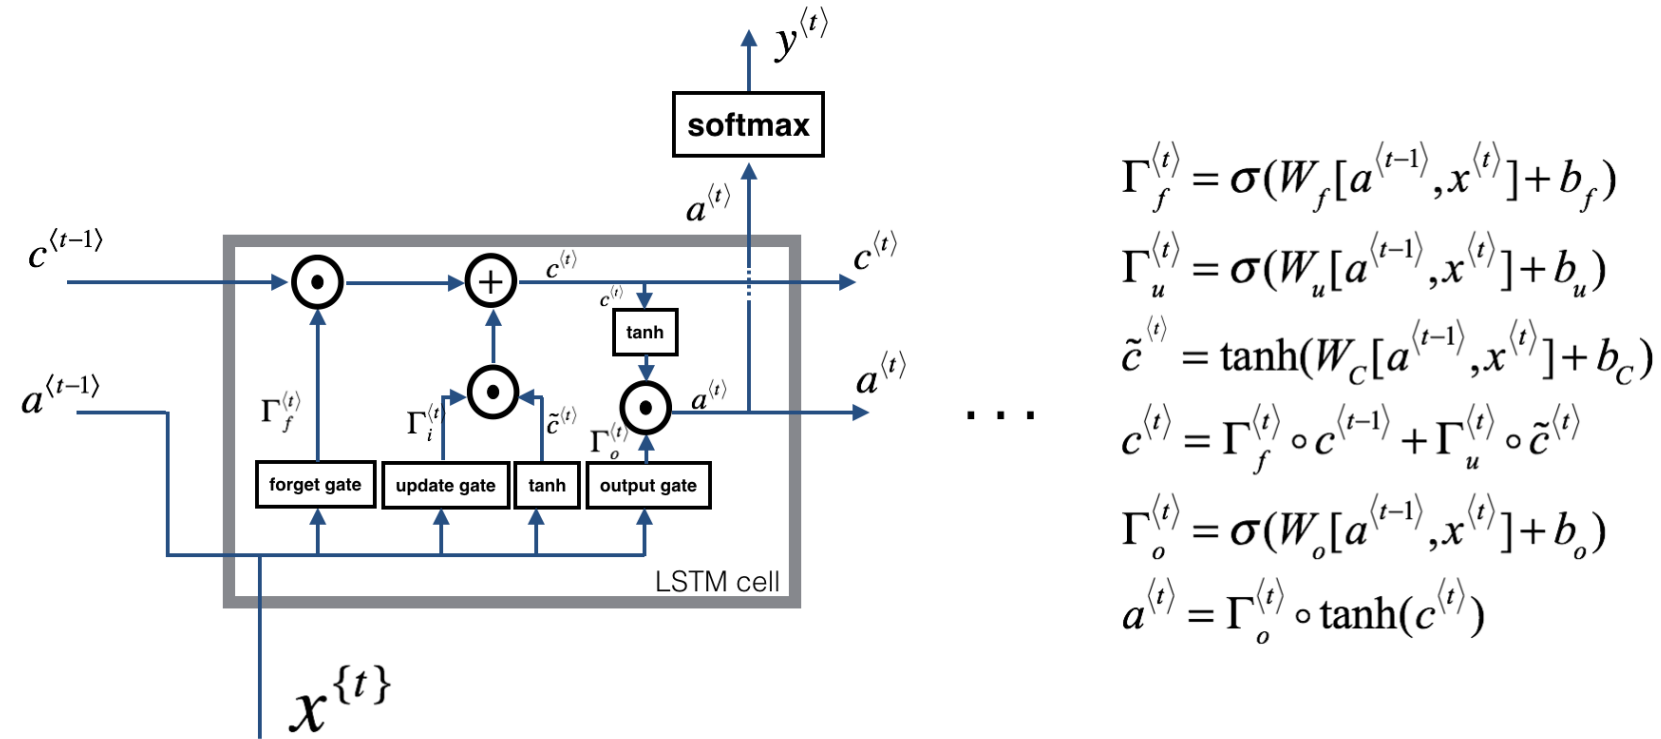 y⟨t⟩
softmax
a⟨t⟩
c⟨t−1⟩
c⟨t⟩
c⟨t⟩
c⟨t⟩
tanh
a⟨t−1⟩
a⟨t⟩
a⟨t⟩
Γf⟨t⟩
Γi⟨t⟩
c̃⟨t⟩
Γo⟨t⟩
forget gate
update gate
tanh
output gate
LSTM cell
x{t}
...
Γf⟨t⟩ = σ(Wf[a⟨t−1⟩, x⟨t⟩] + bf)
Γu⟨t⟩ = σ(Wu[a⟨t−1⟩, x⟨t⟩] + bu)
c̃⟨t⟩ = tanh(WC[a⟨t−1⟩, x⟨t⟩] + bC)
c⟨t⟩ = Γf⟨t⟩ ∘ c⟨t−1⟩ + Γu⟨t⟩ ∘ c̃⟨t⟩
Γo⟨t⟩ = σ(Wo[a⟨t−1⟩, x⟨t⟩] + bo)
a⟨t⟩ = Γo⟨t⟩ ∘ tanh(c⟨t⟩)